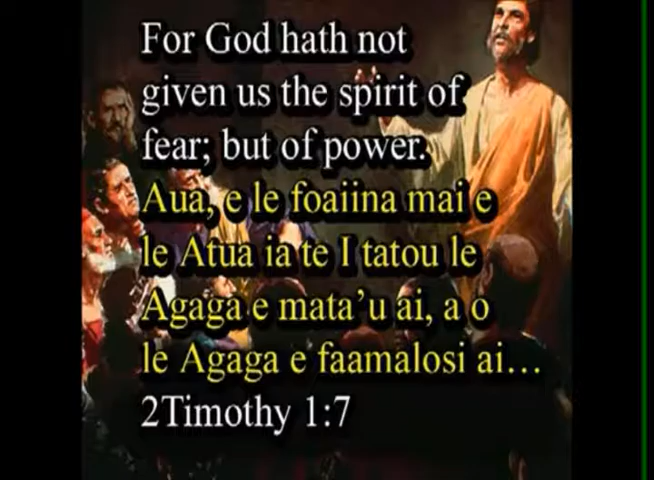 For God hath not
given us the spirit of
fear; but of power.
Aua, e le foaiina mai e
le Atua ia te I tatou le
Agaga e mata’u ai, a o
le Agaga e faamalosi ai…
2Timothy 1:7